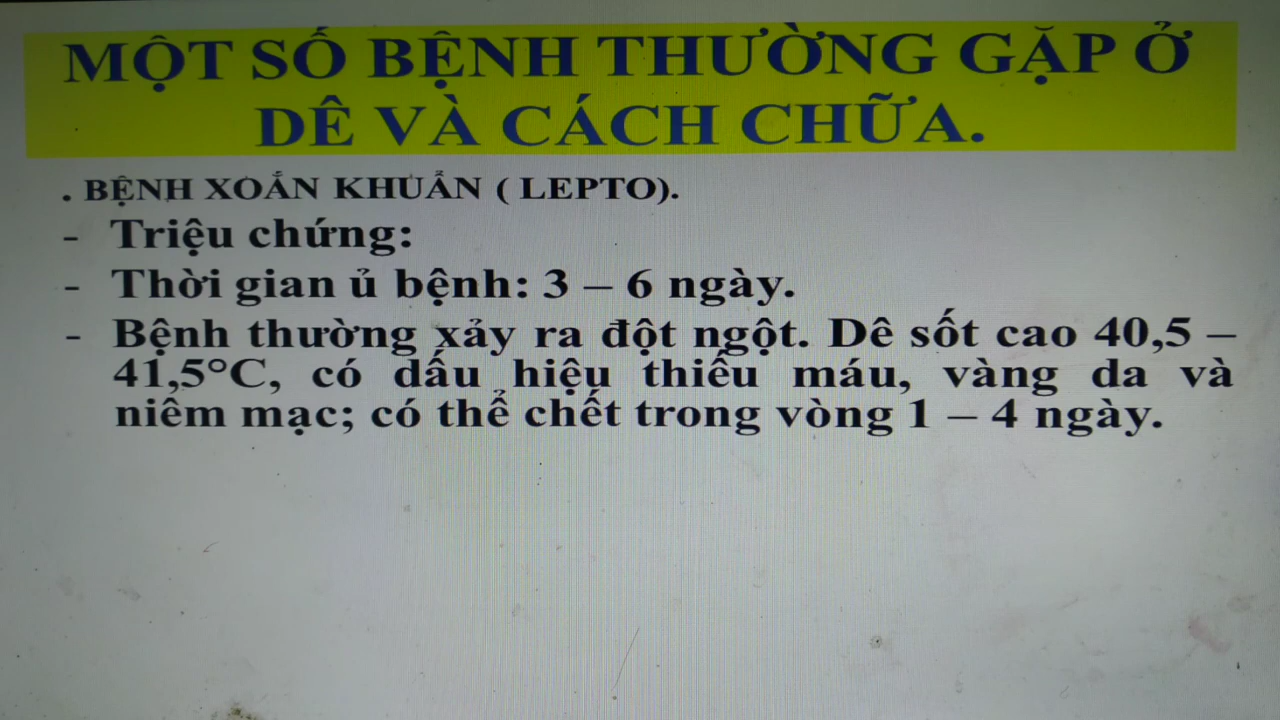 MỘT SỐ BỆNH THƯỜNG GẶP Ở
DÊ VÀ CÁCH CHỮA.
. BỆNH XOẮN KHUẨN ( LEPTO).
- Triệu chứng:
- Thời gian ủ bệnh: 3 – 6 ngày.
- Bệnh thường xảy ra đột ngột. Dê sốt cao 40,5 –
41,5°C, có dấu hiệu thiếu máu, vàng da và
niêm mạc; có thể chết trong vòng 1 – 4 ngày.